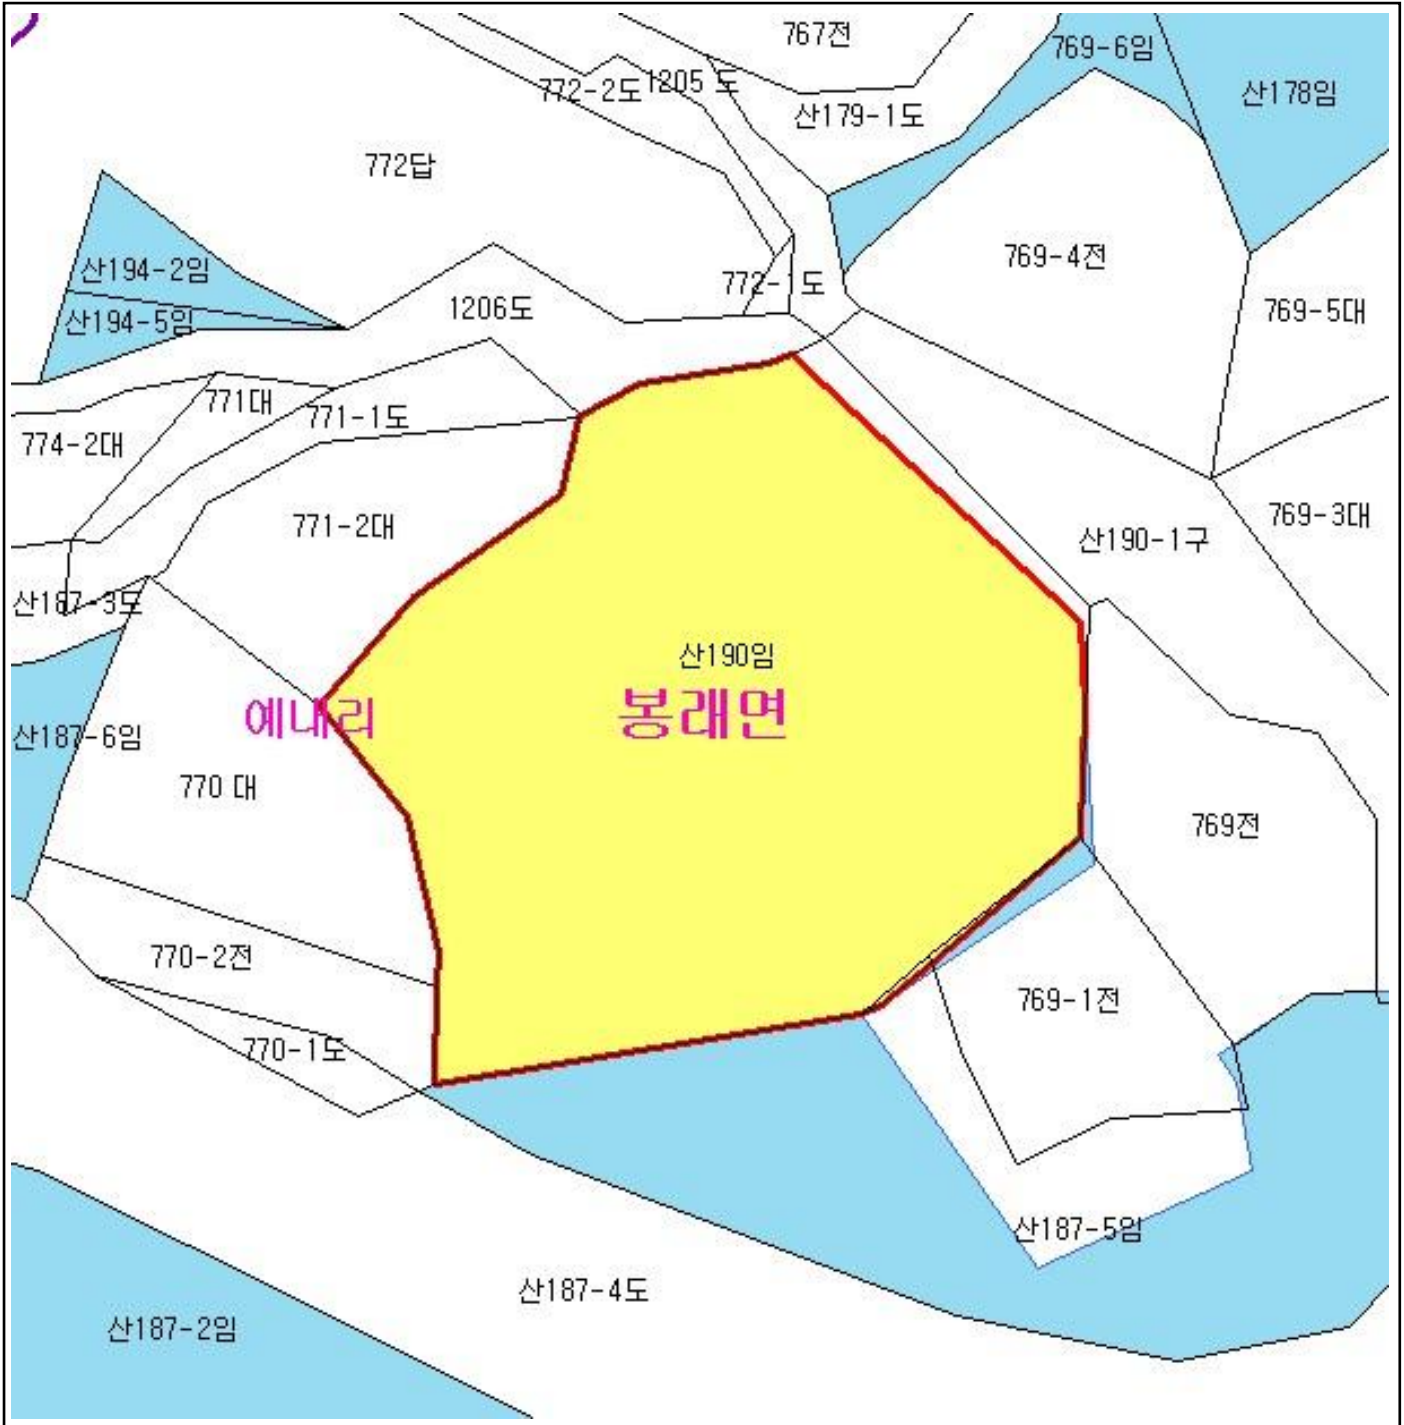 767전
769-6임
772-2도
1205 도
산178임
산179-1도
772답
769-4전
산194-2임
772-1도
1206도
769-5대
산194-5임
771대
771-1도
774-2대
769-3대
771-2대
산190-1구
산187-3도
산190임
예내리
봉래면
산187-6임
770 대
769전
770-2전
769-1전
770-1도
산187-5임
산187-4도
산187-2임